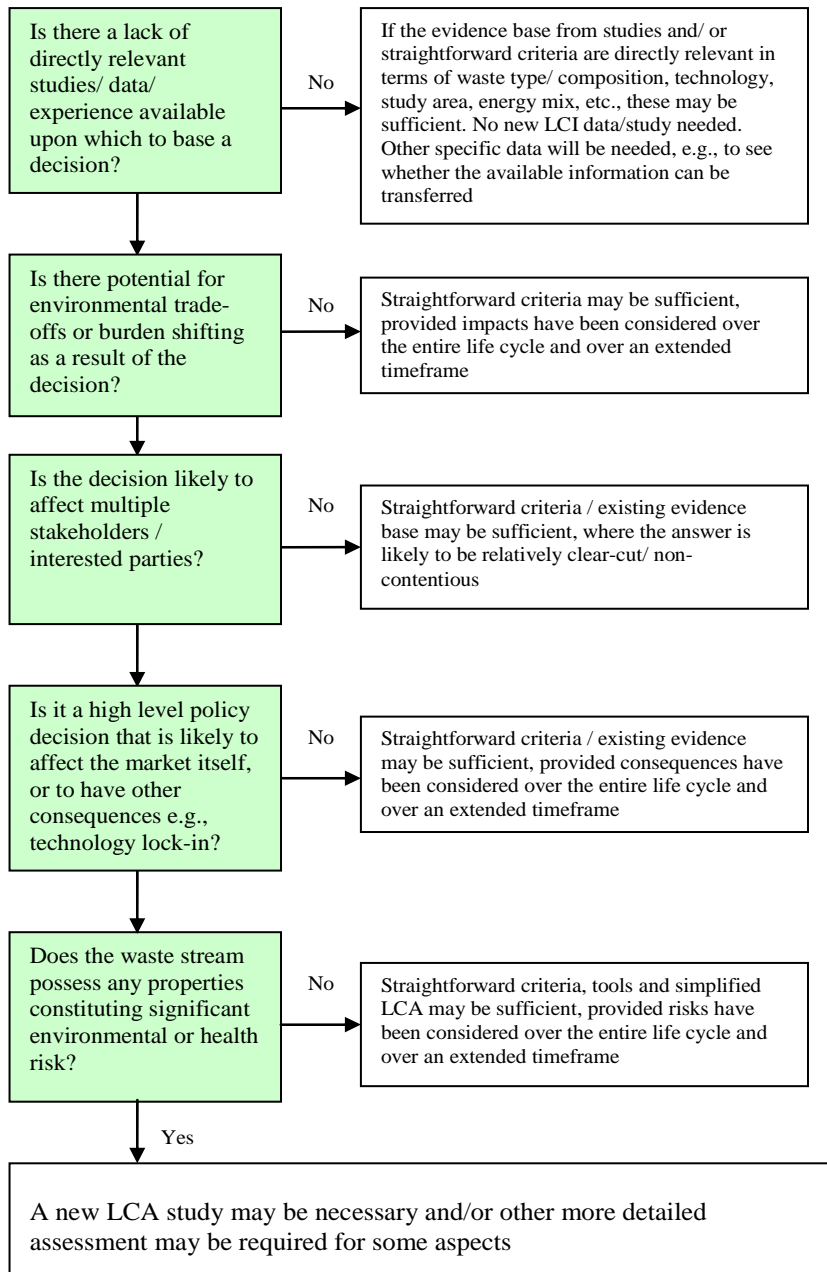 Is there a lack of
directly relevant
studies/ data/
experience available
upon which to base a
decision?
No
If the evidence base from studies and/ or
straightforward criteria are directly relevant in
terms of waste type/ composition, technology,
study area, energy mix, etc., these may be
sufficient. No new LCI data/study needed.
Other specific data will be needed, e.g., to see
whether the available information can be
transferred
Is there potential for
environmental trade-
offs or burden shifting
as a result of the
decision?
No
Straightforward criteria may be sufficient,
provided impacts have been considered over
the entire life cycle and over an extended
timeframe
Is the decision likely to
affect multiple
stakeholders /
interested parties?
No
Straightforward criteria / existing evidence
base may be sufficient, where the answer is
likely to be relatively clear-cut/ non-
contentious
Is it a high level policy
decision that is likely to
affect the market itself,
or to have other
consequences e.g.,
technology lock-in?
No
Straightforward criteria / existing evidence
may be sufficient, provided consequences have
been considered over the entire life cycle and
over an extended timeframe
Does the waste stream
possess any properties
constituting significant
environmental or health
risk?
No
Straightforward criteria, tools and simplified
LCA may be sufficient, provided risks have
been considered over the entire life cycle and
over an extended timeframe
Yes
A new LCA study may be necessary and/or other more detailed
assessment may be required for some aspects